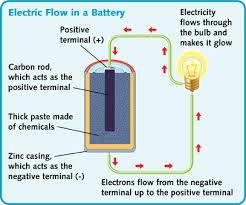 Electric Flow in a Battery
Positive
terminal (+)
Electricity
flows through
the bulb and
makes it glow
Carbon rod,
which acts as the
positive terminal
Thick paste made
of chemicals
Zinc casing,
which acts as the
negative terminal (-)
Electrons flow from the negative
terminal up to the positive terminal